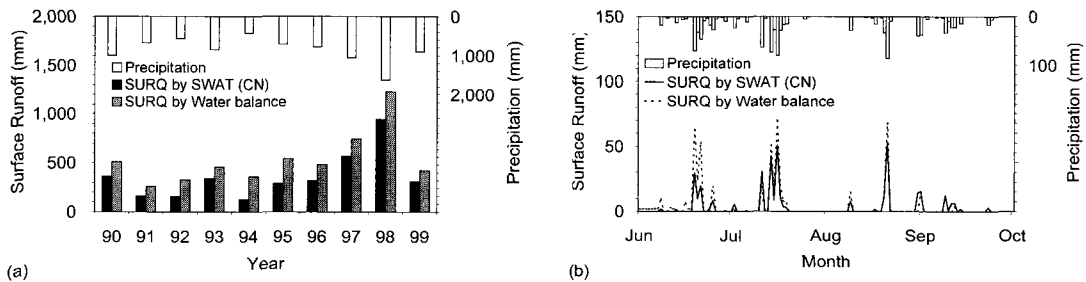 2,000
1,500
1,000
500
0
Surface Runoff (mm)
0
1,000
2,000
Precipitation (mm)
Precipitation
SURQ by SWAT (CN)
SURQ by Water balance
90 91 92 93 94 95 96 97 98 99
Year
(a)
150
100
50
0
Surface Runoff (mm)
0
100
Precipitation (mm)
Precipitation
SURQ by SWAT (CN)
SURQ by Water balance
Jun Jul Aug Sep Oct
Month
(b)